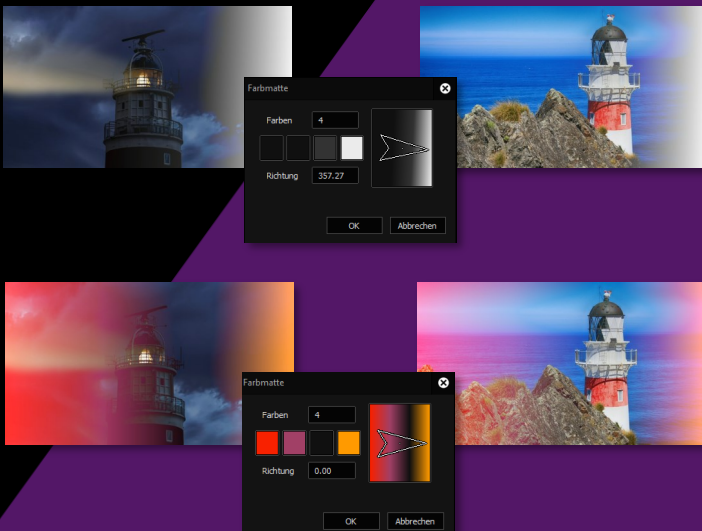 Farbmatte
Farben 4
Richtung 357.27
OK Abbrechen
Farbmatte
Farben 4
Richtung 0.00
OK Abbrechen